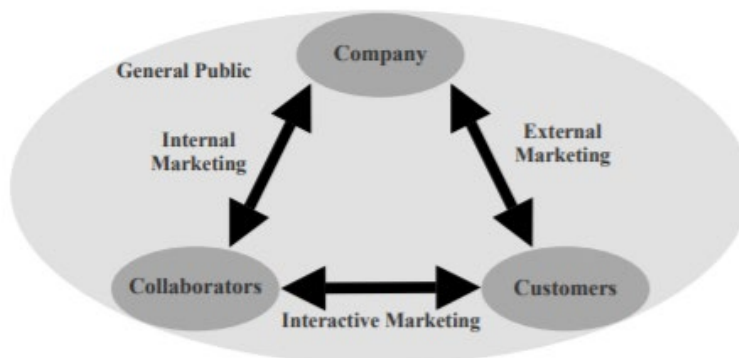 Company
General Public
Internal
Marketing
External
Marketing
Collaborators
Customers
Interactive Marketing